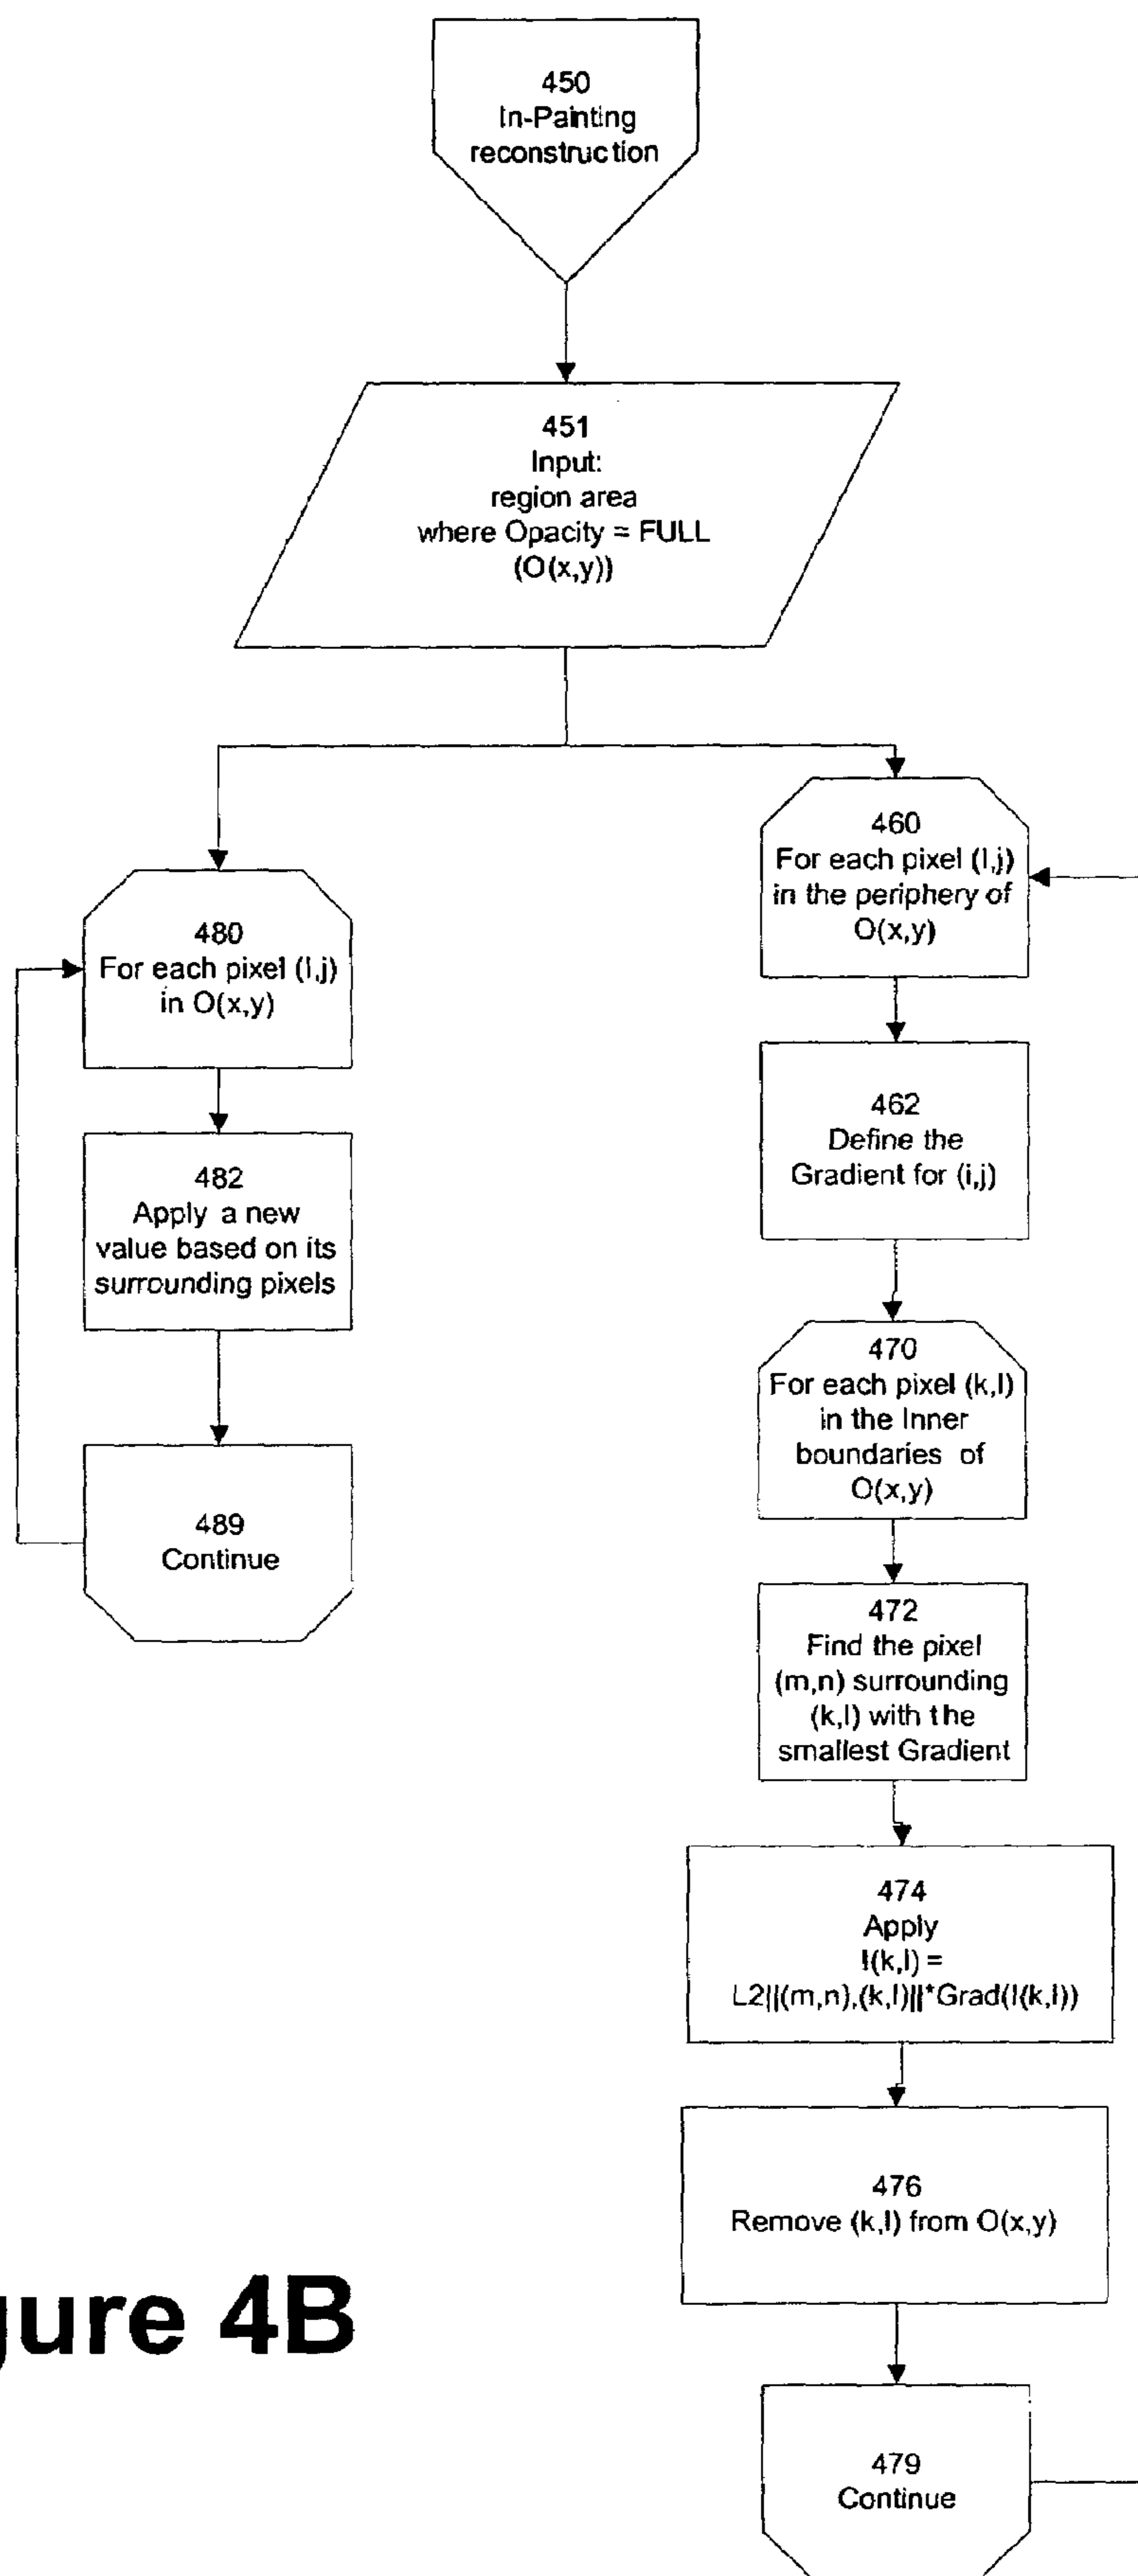 450
In-Painting
reconstruction
451
Input:
region area
where Opacity = FULL
(O(x,y))
480
For each pixel (I,j)
in O(x,y)
482
Apply a new
value based on its
surrounding pixels
489
Continue
460
For each pixel (I,j)
in the periphery of
O(x,y)
462
Define the
Gradient for (i,j)
470
For each pixel (k,l)
in the Inner
boundaries of
O(x,y)
472
Find the pixel
(m,n) surrounding
(k,l) with the
smallest Gradient
474
Apply
I(k,l) =
L2||(m,n),(k,l)||*Grad(I(k,l))
476
Remove (k,l) from O(x,y)
479
Continue
gure 4B